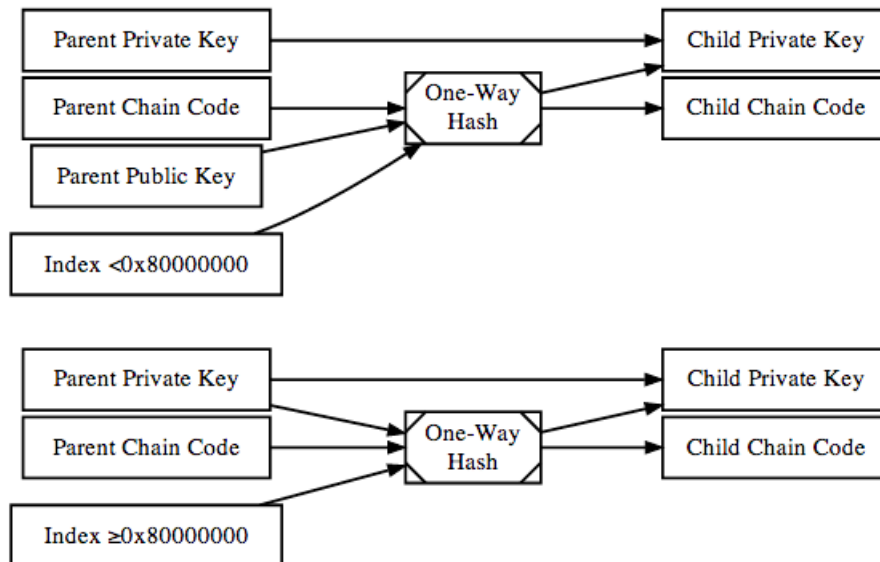 Parent Private Key
Child Private Key
Parent Chain Code
One-Way
Hash
Child Chain Code
Parent Public Key
Index <0x80000000
Parent Private Key
Child Private Key
Parent Chain Code
One-Way
Hash
Child Chain Code
Index ≥0x80000000